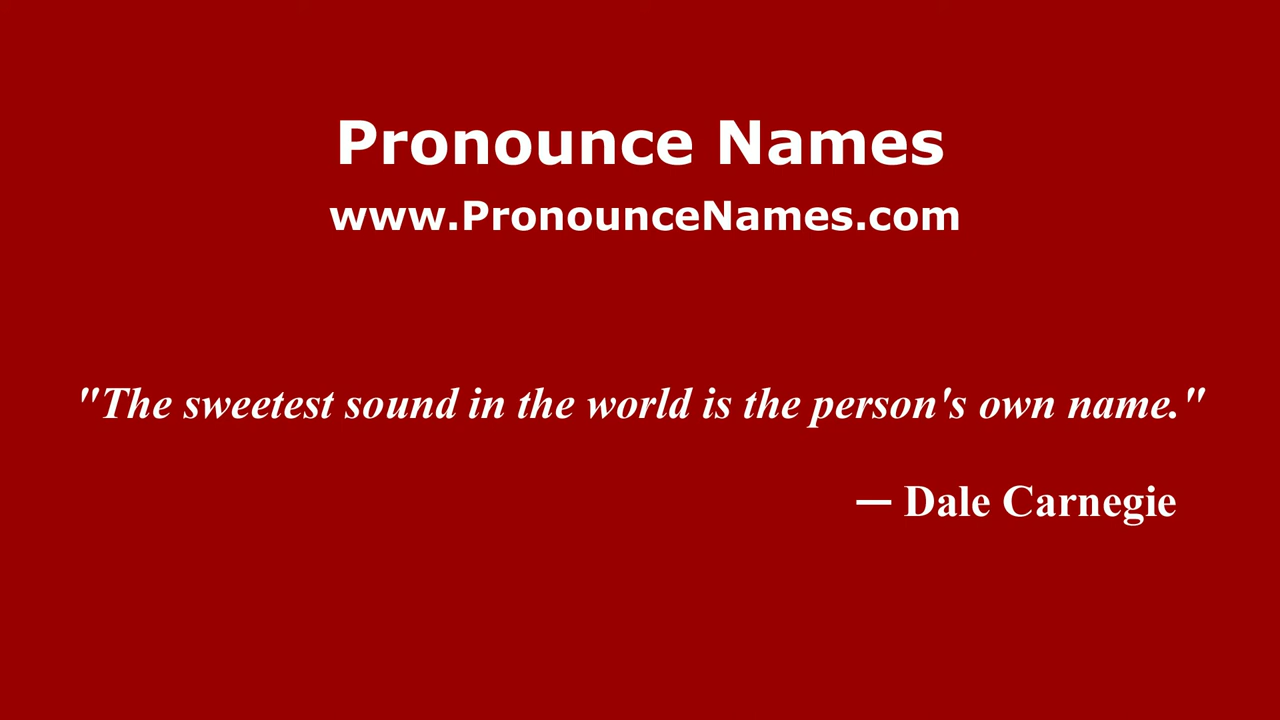 Pronounce Names
www.PronounceNames.com
"The sweetest sound in the world is the person's own name."
— Dale Carnegie